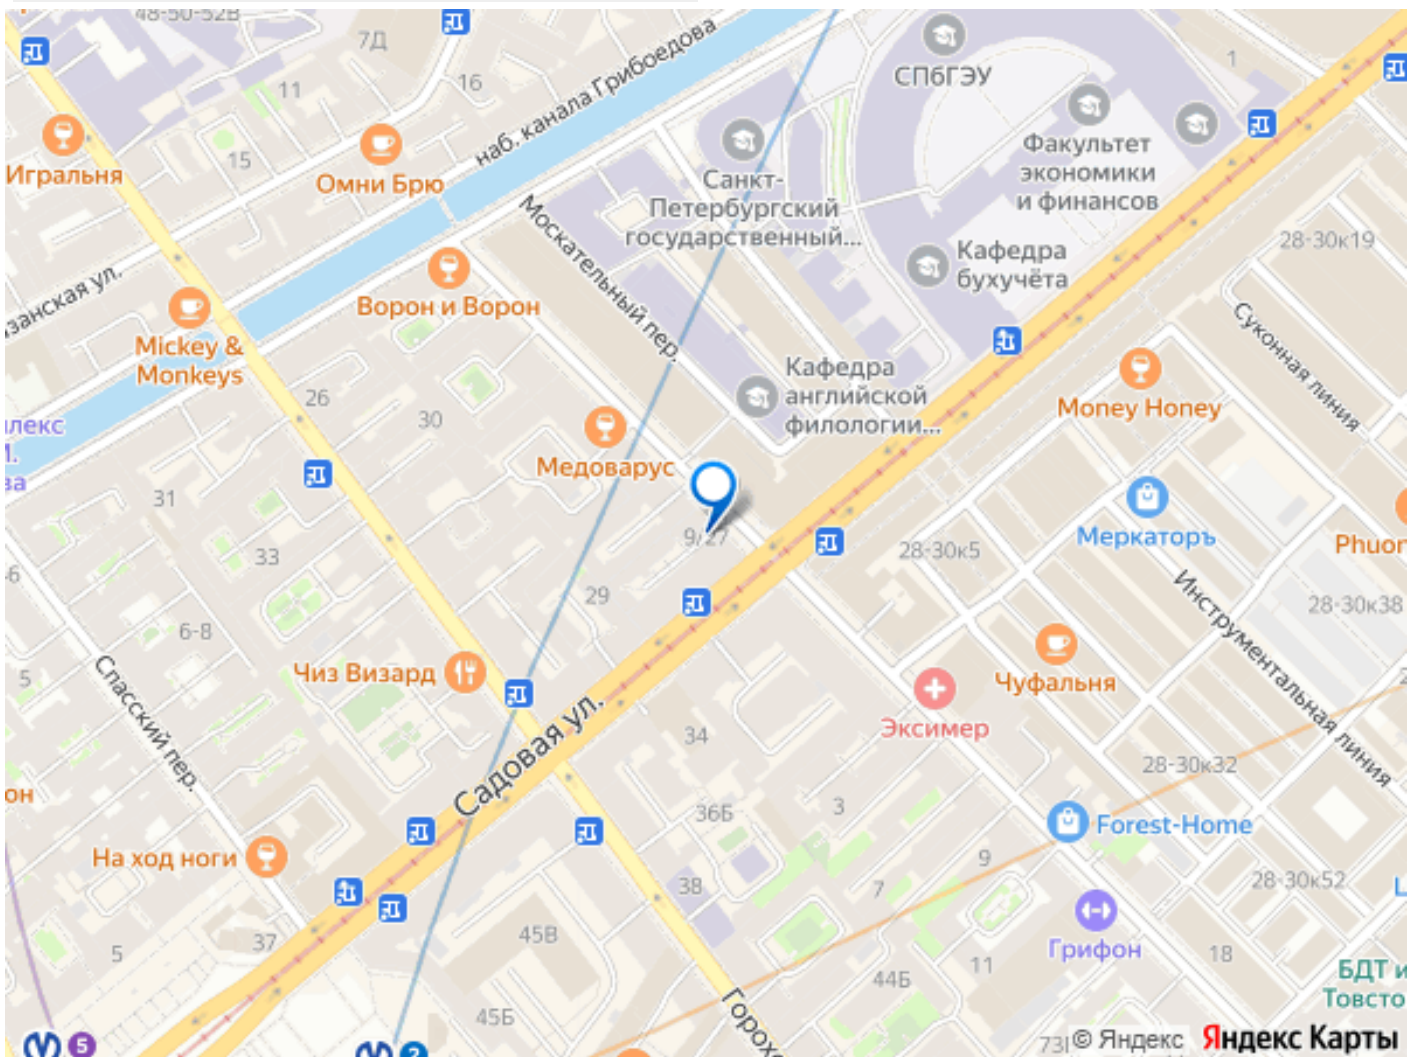 48-50-52В
7Д
16
11
15
Игральня
Омни Брю
наб. канала Грибоедова
СПбГЭУ
1
Факультет
экономики
и финансов
Санкт-
Петербургский
государственный...
Москательный пер.
Кафедра
бухучёта
28-30к19
Ворон и Ворон
Mickey &
Monkeys
Суконная линия
26
30
Кафедра
английской
филологии...
Money Honey
Медоварус
31
33
9/27
28-30к5
Меркаторъ
Phuor
Инструментальная линия
28-30к38
29
6-8
5
Спасский пер.
Чиз Визард
Садовая ул.
Чуфальня
Эксимер
34
28-30к32
36Б
3
Forest-Home
На ход ноги
9
7
38
28-30к52
Грифон
37
5
45В
11
18
44Б
45Б
БДТ и
Товсто
5
2
© Яндекс
Яндекс Карты